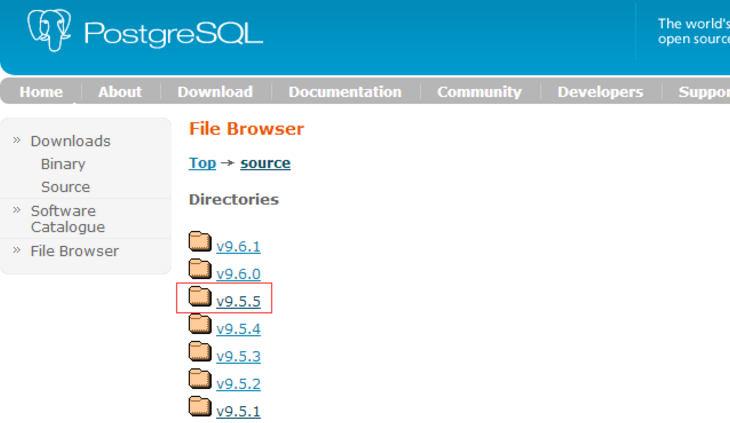 PostgreSQL
The world's
open source
Home About Download Documentation Community Developers Suppor
» Downloads
Binary
Source
» Software
Catalogue
» File Browser
File Browser
Top → source
Directories
v9.6.1
v9.6.0
v9.5.5
v9.5.4
v9.5.3
v9.5.2
v9.5.1